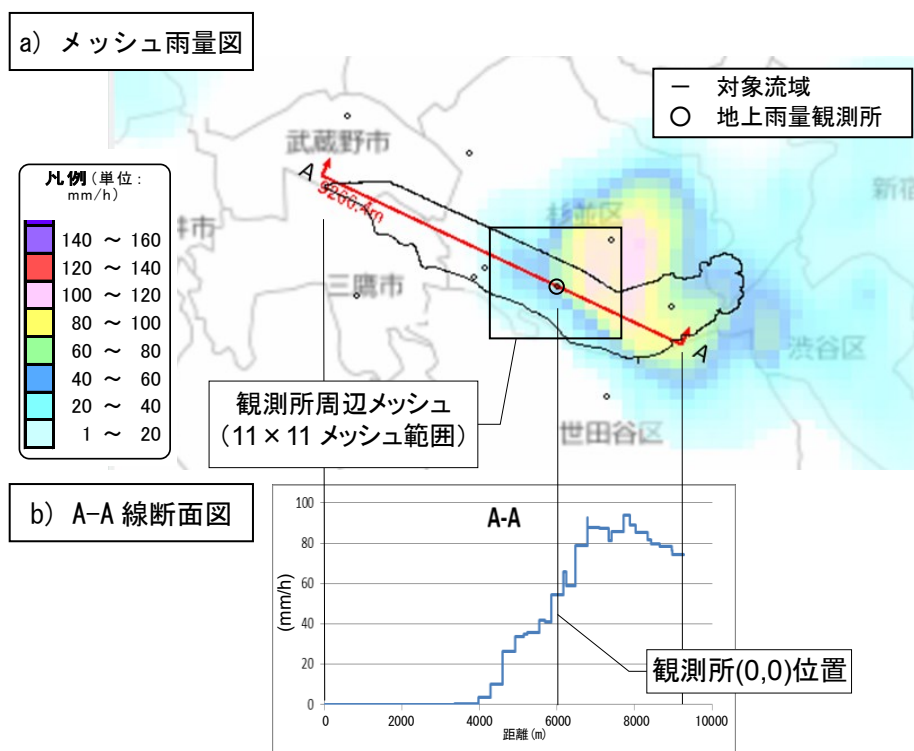 a) メッシュ雨量図
― 対象流域
○ 地上雨量観測所
武蔵野市
杉並区
新宿
三鷹市
井市
渋谷区
世田谷区
A
9200.4m
A
凡例(単位:
mm/h)
140 ～ 160
120 ～ 140
100 ～ 120
80 ～ 100
60 ～ 80
40 ～ 60
20 ～ 40
1 ～ 20
観測所周辺メッシュ
(11×11 メッシュ範囲)
b) A-A 線断面図
A-A
(mm/h)
100
80
60
40
20
0
観測所(0,0)位置
0 2000 4000 6000 8000 10000
距離(m)